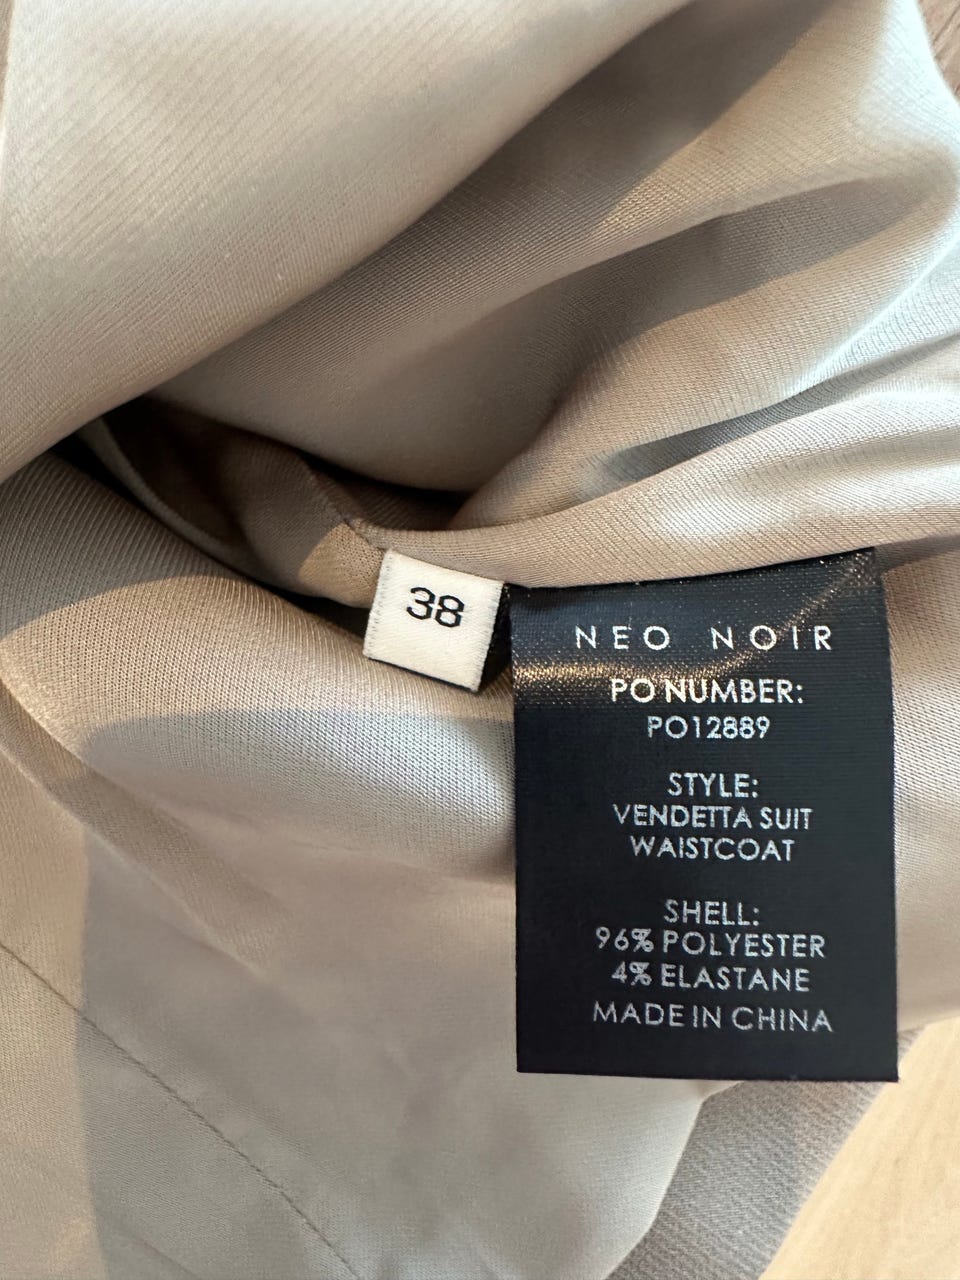 38
NEO NOIR
PO NUMBER:
PO12889
STYLE:
VENDETTA SUIT
WAISTCOAT
SHELL:
96% POLYESTER
4% ELASTANE
MADE IN CHINA